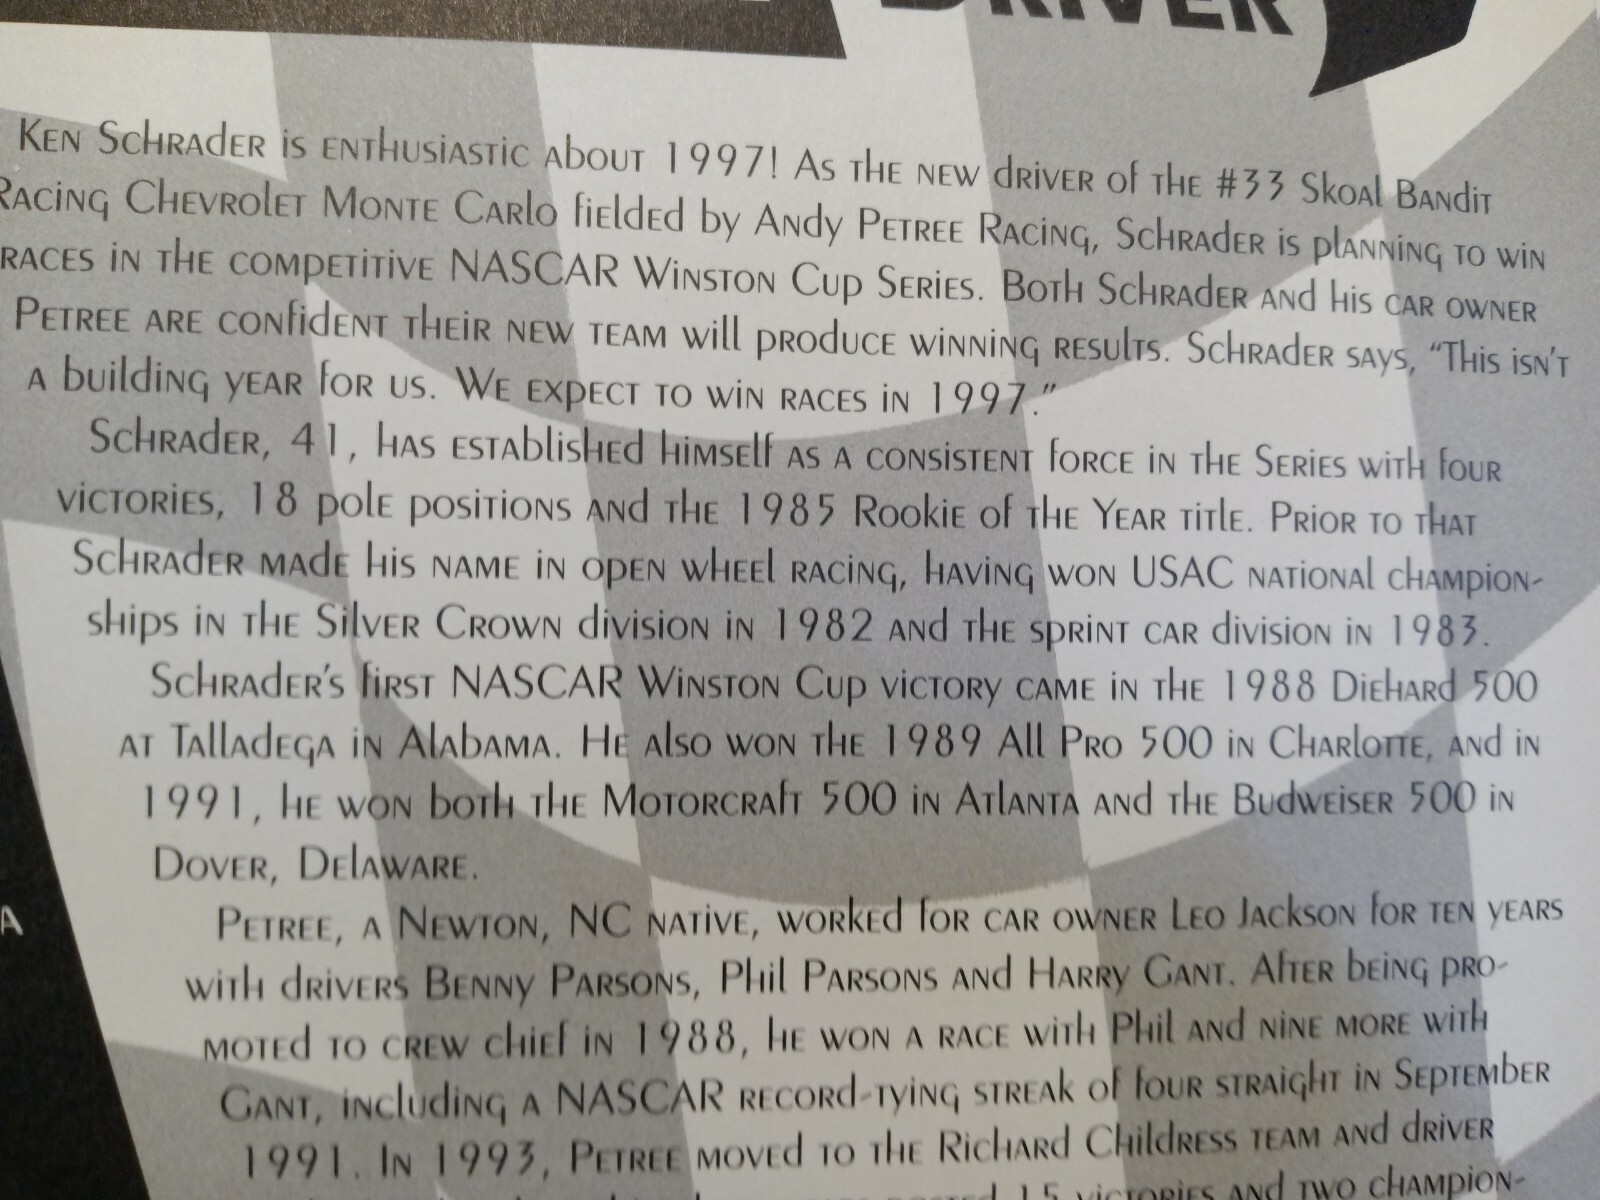 DRIVER
Ken Schrader is enthusiastic about 1997! As the new driver of the #33 Skoal Bandit
Racing Chevrolet Monte Carlo fielded by Andy Petree Racing, Schrader is planning to win
races in the competitive NASCAR Winston Cup Series. Both Schrader and his car owner
Petree are confident their new team will produce winning results. Schrader says, “This isn't
a building year for us. We expect to win races in 1997.”
Schrader, 41, has established himself as a consistent force in the Series with four
victories, 18 pole positions and the 1985 Rookie of the Year title. Prior to that
Schrader made his name in open wheel racing, having won USAC national champion-
ships in the Silver Crown division in 1982 and the sprint car division in 1983.
Schrader's first NASCAR Winston Cup victory came in the 1988 DieHard 500
at Talladega in Alabama. He also won the 1989 All Pro 500 in Charlotte, and in
1991, he won both the Motorcraft 500 in Atlanta and the Budweiser 500 in
Dover, Delaware.
A
Petree, a Newton, NC native, worked for car owner Leo Jackson for ten years
with drivers Benny Parsons, Phil Parsons and Harry Gant. After being pro-
moted to crew chief in 1988, he won a race with Phil and nine more with
Gant, including a NASCAR record-tying streak of four straight in September
1991. In 1993, Petree moved to the Richard Childress team and driver
15 victories and two champion-